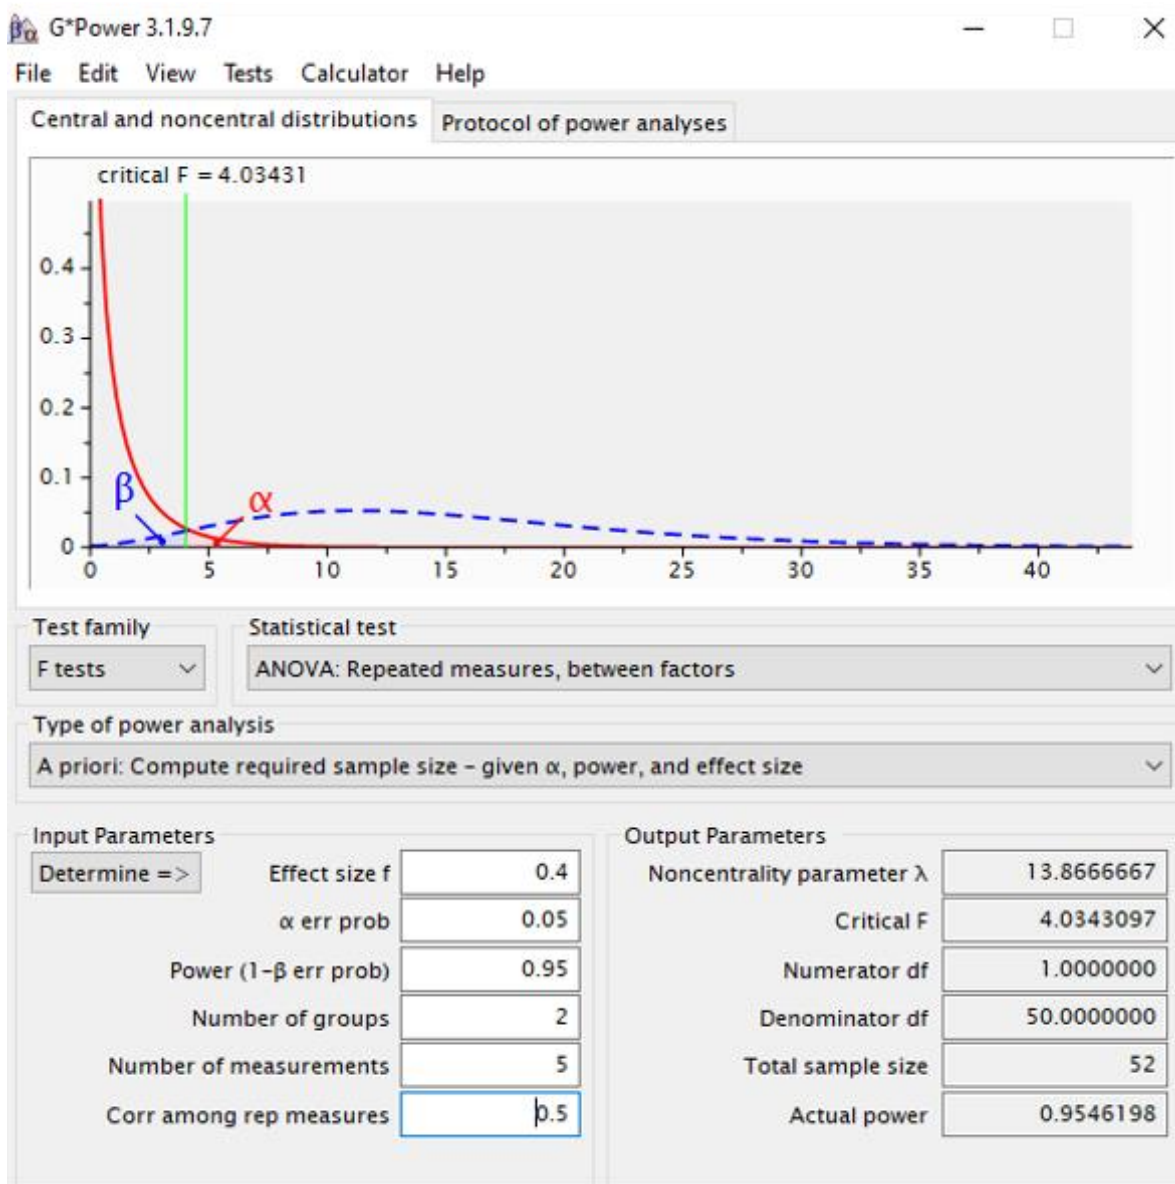 βα G*Power 3.1.9.7
File Edit View Tests Calculator Help
Central and noncentral distributions Protocol of power analyses
critical F = 4.03431
0.4
0.3
0.2
0.1
β α
0
0 5 10 15 20 25 30 35 40
Test family Statistical test
F tests ANOVA: Repeated measures, between factors
Type of power analysis
A priori: Compute required sample size – given α, power, and effect size
Input Parameters Output Parameters
Determine => Effect size f 0.4 Noncentrality parameter λ 13.8666667
α err prob 0.05 Critical F 4.0343097
Power (1-β err prob) 0.95 Numerator df 1.0000000
Number of groups 2 Denominator df 50.0000000
Number of measurements 5 Total sample size 52
Corr among rep measures 0.5 Actual power 0.9546198